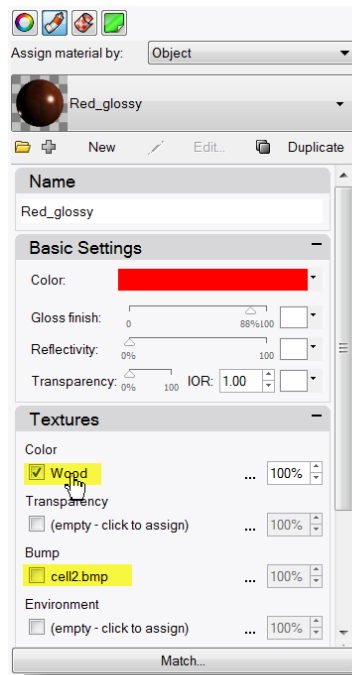 Assign material by: Object
Red_glossy
New Edit... Duplicate
Name
Red_glossy
Basic Settings
Color:
Gloss finish: 0 88% 100
Reflectivity: 0% 100
Transparency: 0% 100 IOR: 1.00
Textures
Color
Wood ... 100%
Transparency
(empty - click to assign) ... 100%
Bump
cell2.bmp ... 100%
Environment
(empty - click to assign) ... 100%
Match...